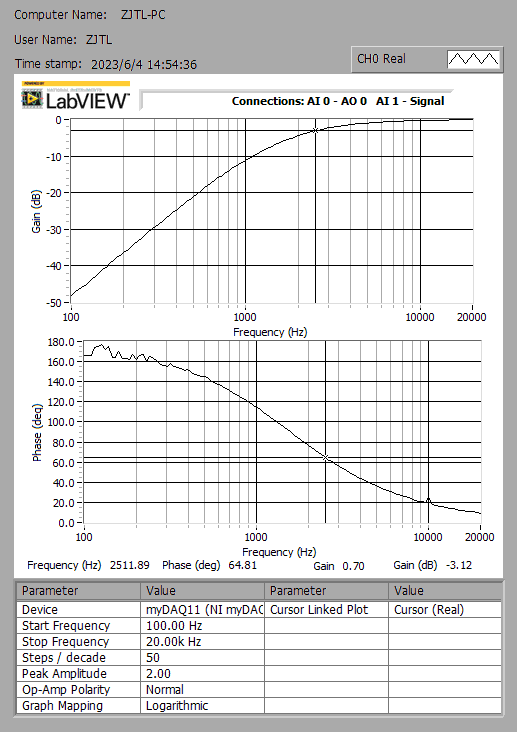 Computer Name: ZJTL-PC
User Name: ZJTL
Time stamp: 2023/6/4 14:54:36
CH0 Real
POWERED BY
NATIONAL INSTRUMENTS
LabVIEW™
Connections: AI 0 - AO 0 AI 1 - Signal
Gain (dB)
0
-10
-20
-30
-40
-50
100 1000 10000 20000
Frequency (Hz)
Phase (deg)
180.0
160.0
140.0
120.0
100.0
80.0
60.0
40.0
20.0
0.0
100 1000 10000 20000
Frequency (Hz)
Frequency (Hz) 2511.89 Phase (deg) 64.81 Gain 0.70 Gain (dB) -3.12
Parameter Value Parameter Value
Device myDAQ11 (NI myDAQ Cursor Linked Plot Cursor (Real)
Start Frequency 100.00 Hz
Stop Frequency 20.00k Hz
Steps / decade 50
Peak Amplitude 2.00
Op-Amp Polarity Normal
Graph Mapping Logarithmic